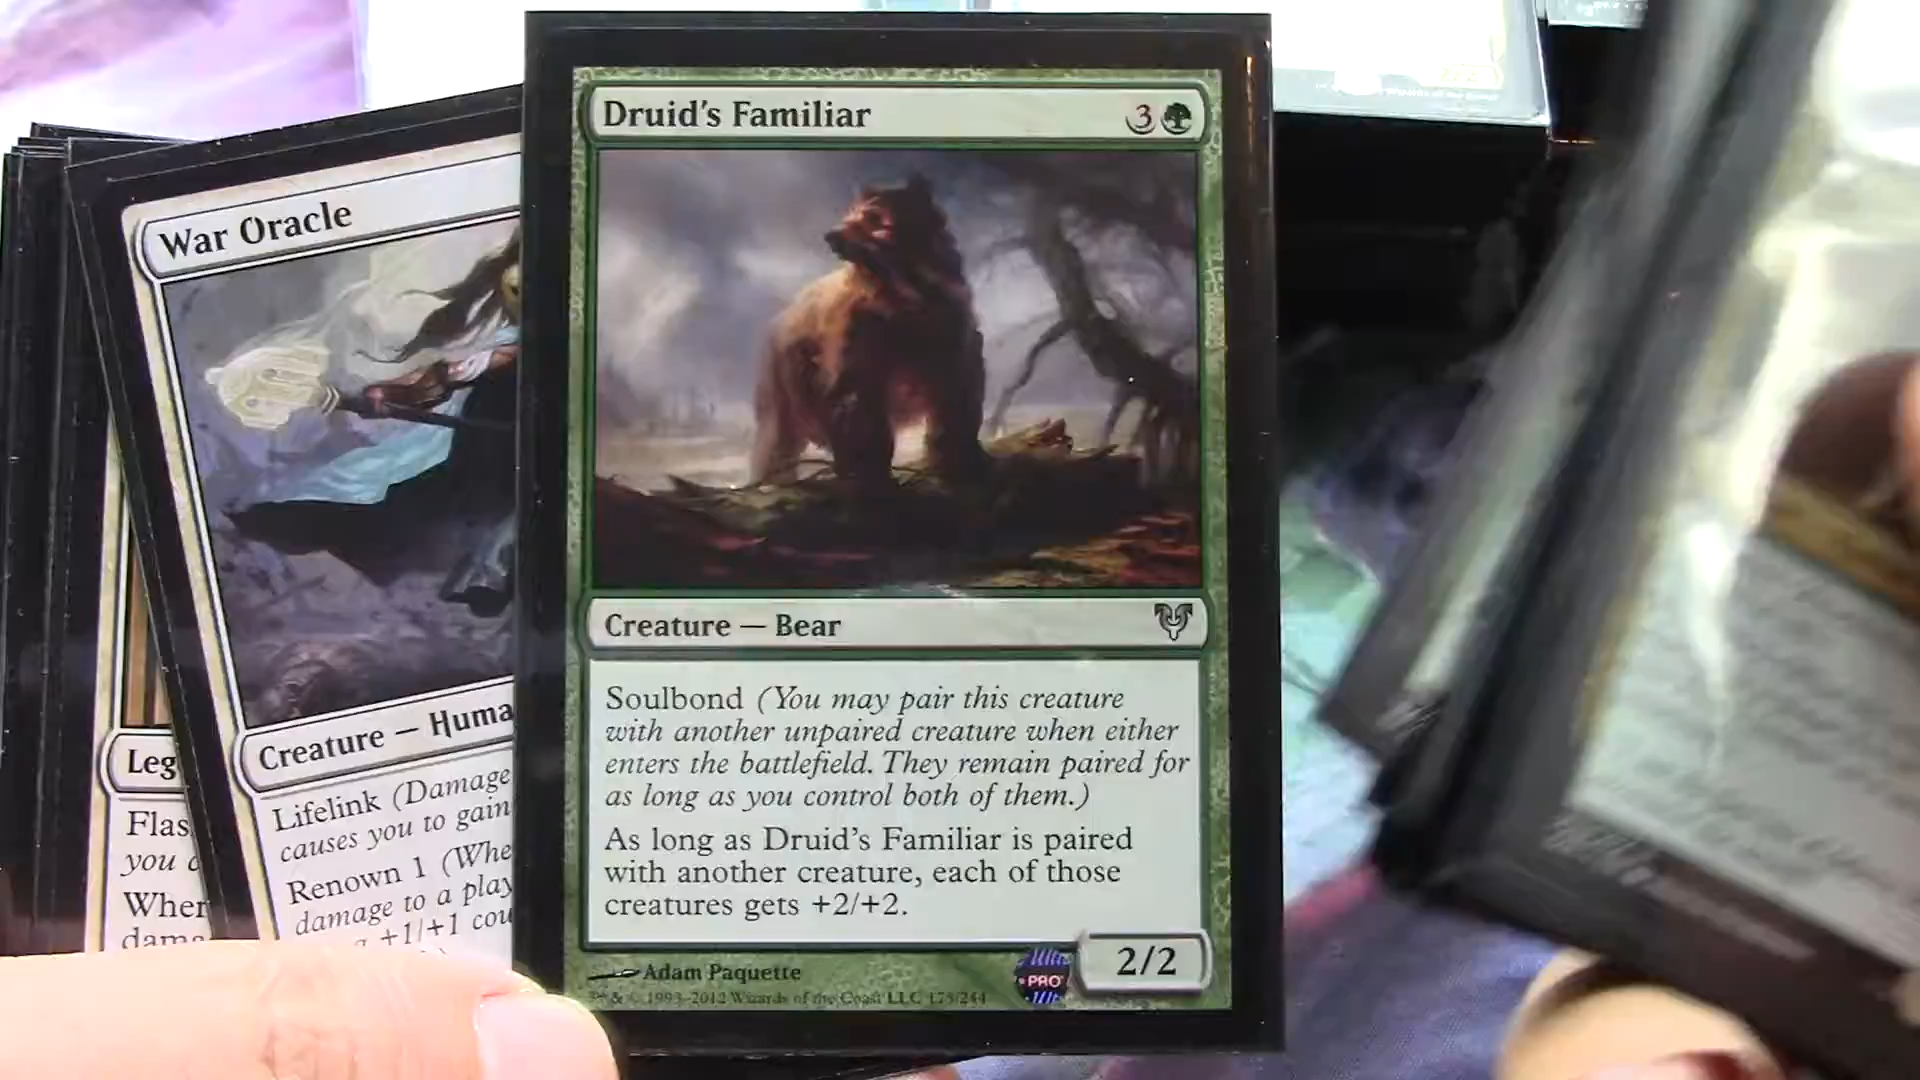 Druid's Familiar
3
Creature — Bear
Soulbond (You may pair this creature
with another unpaired creature when either
enters the battlefield. They remain paired for
as long as you control both of them.)
As long as Druid's Familiar is paired
with another creature, each of those
creatures gets +2/+2.
2/2
Adam Paquette
PRO
™ & © 1993–2012 Wizards of the Coast LLC 175/244
War Oracle
Creature — Huma
Lifelink (Damage
causes you to gain
Renown 1 (Whe
damage to a play
+1/+1 cou
Leg
Flas
you c
When
dama